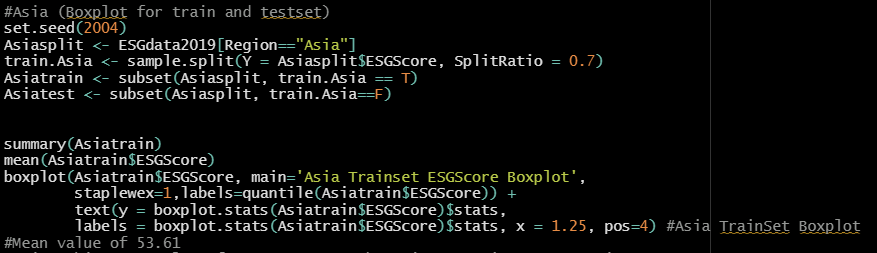 #Asia (Boxplot for train and testset)
set.seed(2004)
Asiasplit <- ESGdata2019[Region=="Asia"]
train.Asia <- sample.split(Y = Asiasplit$ESGScore, SplitRatio = 0.7)
Asiatrain <- subset(Asiasplit, train.Asia == T)
Asiatest <- subset(Asiasplit, train.Asia==F)
summary(Asiatrain)
mean(Asiatrain$ESGScore)
boxplot(Asiatrain$ESGScore, main='Asia Trainset ESGScore Boxplot',
staplewex=1,labels=quantile(Asiatrain$ESGScore)) +
text(y = boxplot.stats(Asiatrain$ESGScore)$stats,
labels = boxplot.stats(Asiatrain$ESGScore)$stats, x = 1.25, pos=4) #Asia TrainSet Boxplot
#Mean value of 53.61